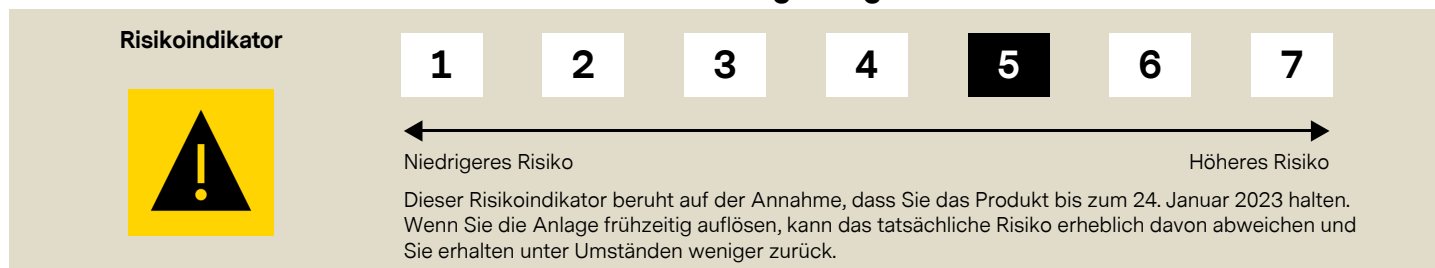 Risikoindikator
1 2 3 4 5 6 7
Niedrigeres Risiko Höheres Risiko
Dieser Risikoindikator beruht auf der Annahme, dass Sie das Produkt bis zum 24. Januar 2023 halten.
Wenn Sie die Anlage frühzeitig auflösen, kann das tatsächliche Risiko erheblich davon abweichen und
Sie erhalten unter Umständen weniger zurück.